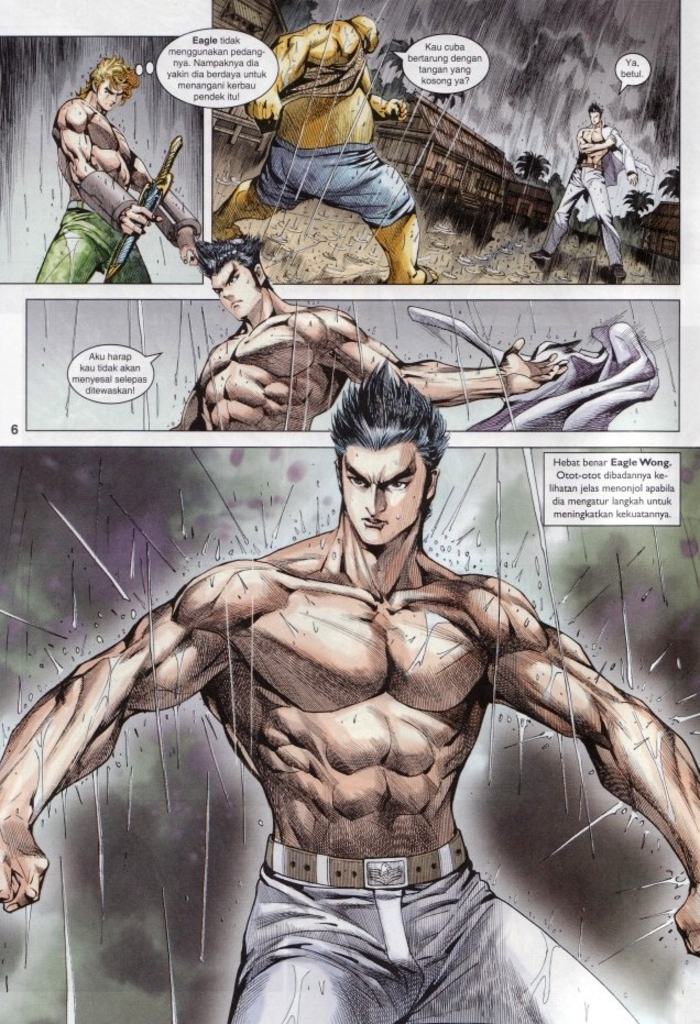 Eagle tidak
menggunakan pedang-
nya. Nampaknya dia
yakin dia berdaya untuk
menangani kerbau
pendek itu!
Kau cuba
bertarung dengan
tangan yang
kosong ya?
Ya,
betul.
Aku harap
kau tidak akan
menyesal selepas
ditewaskan!
6
Hebat benar Eagle Wong.
Otot-otot dibadannya ke-
lihatan jelas menonjol apabila
dia mengatur langkah untuk
meningkatkan kekuatannya.